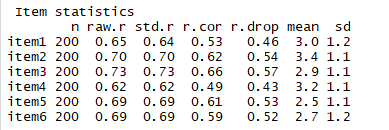 Item statistics
n raw.r std.r r.cor r.drop mean sd
item1 200 0.65 0.64 0.53 0.46 3.0 1.2
item2 200 0.70 0.70 0.62 0.54 3.4 1.1
item3 200 0.73 0.73 0.66 0.57 2.9 1.1
item4 200 0.62 0.62 0.49 0.43 3.2 1.1
item5 200 0.69 0.69 0.61 0.53 2.5 1.1
item6 200 0.69 0.69 0.59 0.52 2.7 1.2